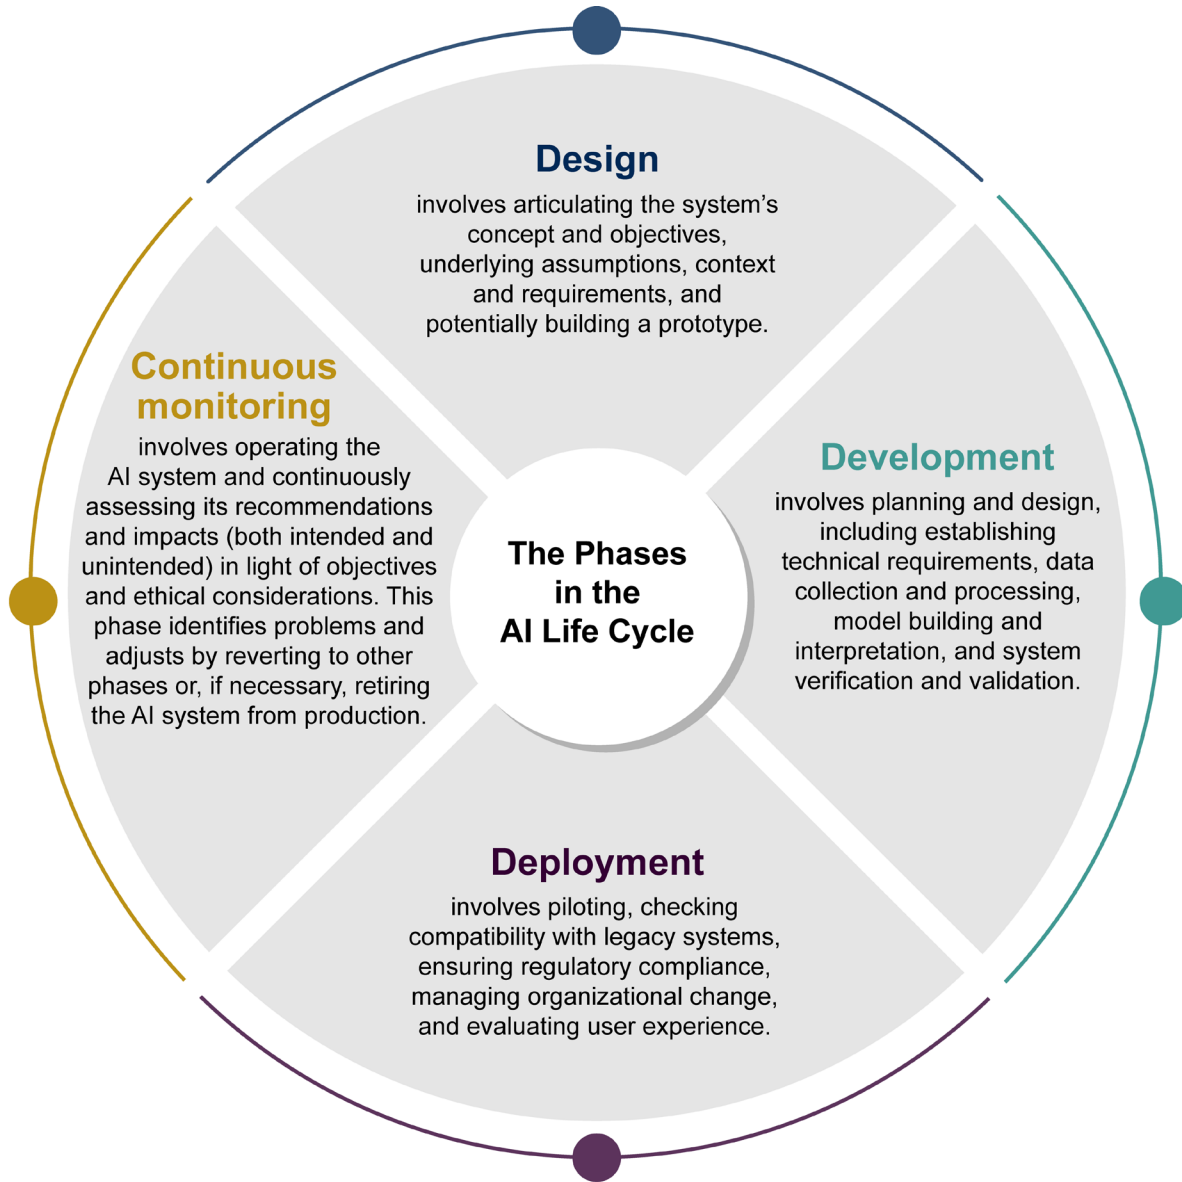 Design
involves articulating the system's
concept and objectives,
underlying assumptions, context
and requirements, and
potentially building a prototype.
Continuous
monitoring
involves operating the
AI system and continuously
assessing its recommendations
and impacts (both intended and
unintended) in light of objectives
and ethical considerations. This
phase identifies problems and
adjusts by reverting to other
phases or, if necessary, retiring
the AI system from production.
The Phases
in the
AI Life Cycle
Development
involves planning and design,
including establishing
technical requirements, data
collection and processing,
model building and
interpretation, and system
verification and validation.
Deployment
involves piloting, checking
compatibility with legacy systems,
ensuring regulatory compliance,
managing organizational change,
and evaluating user experience.